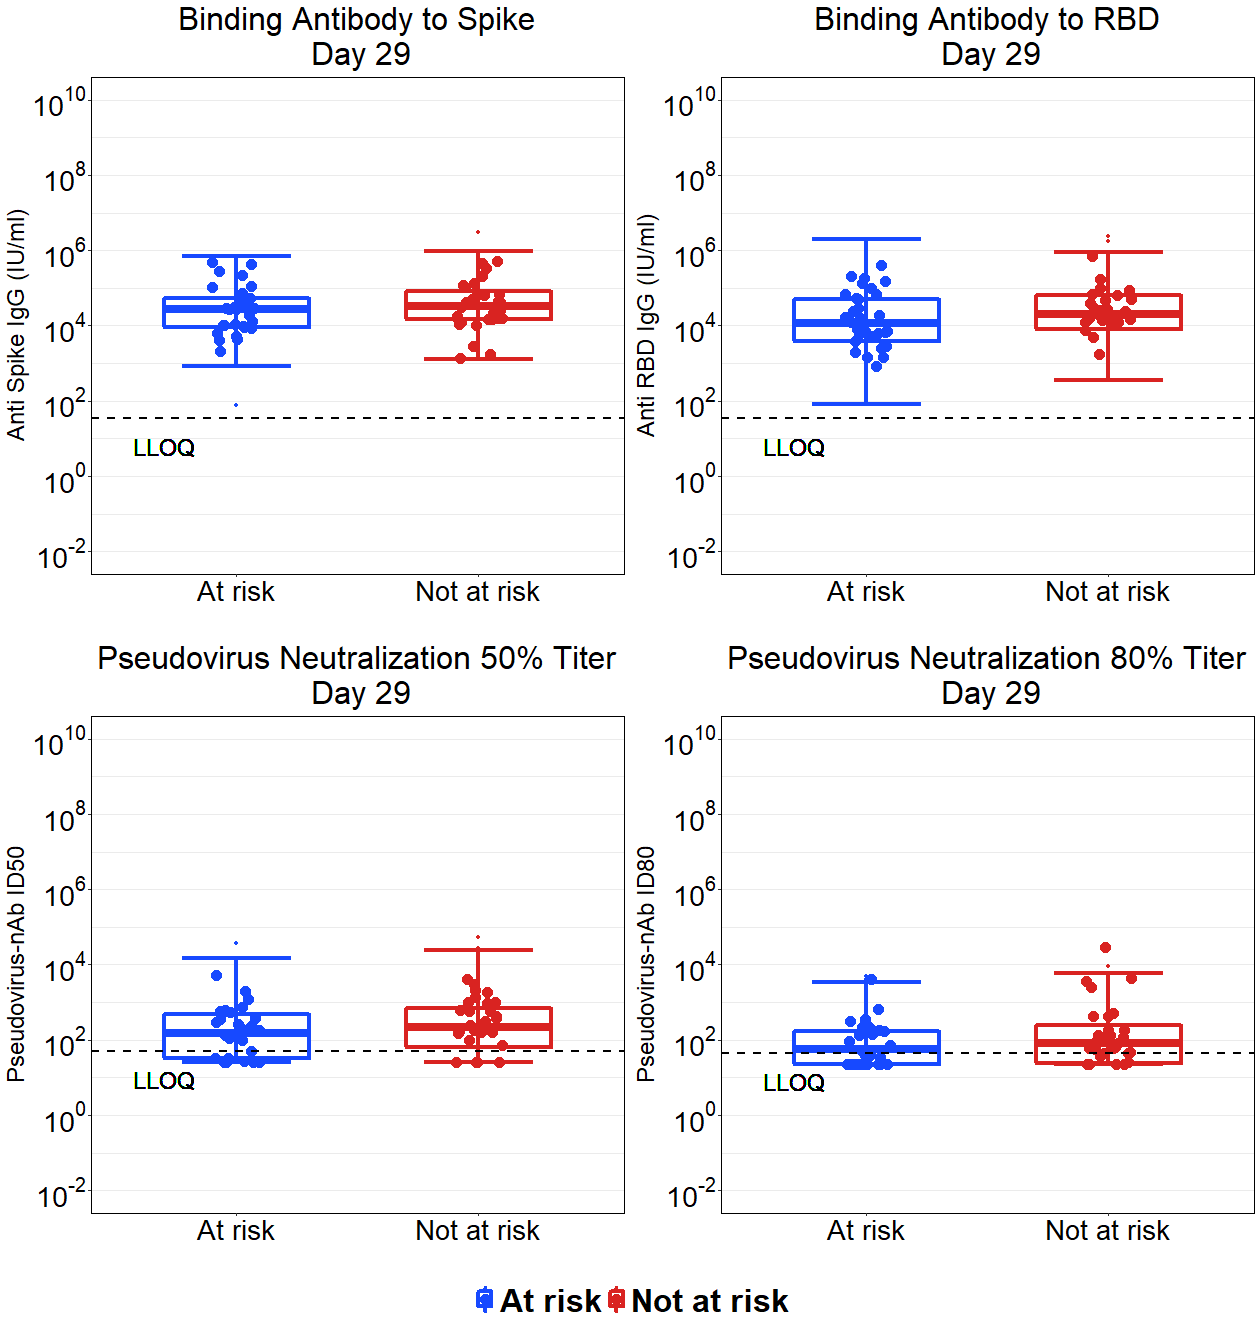 Binding Antibody to Spike
Day 29
Anti Spike IgG (IU/ml)
10^10
10^8
10^6
10^4
10^2
10^0
10^-2
LLOQ
At risk Not at risk
Binding Antibody to RBD
Day 29
Anti RBD IgG (IU/ml)
10^10
10^8
10^6
10^4
10^2
10^0
10^-2
LLOQ
At risk Not at risk
Pseudovirus Neutralization 50% Titer
Day 29
Pseudovirus-nAb ID50
10^10
10^8
10^6
10^4
10^2
10^0
10^-2
LLOQ
At risk Not at risk
Pseudovirus Neutralization 80% Titer
Day 29
Pseudovirus-nAb ID80
10^10
10^8
10^6
10^4
10^2
10^0
10^-2
LLOQ
At risk Not at risk
At risk Not at risk